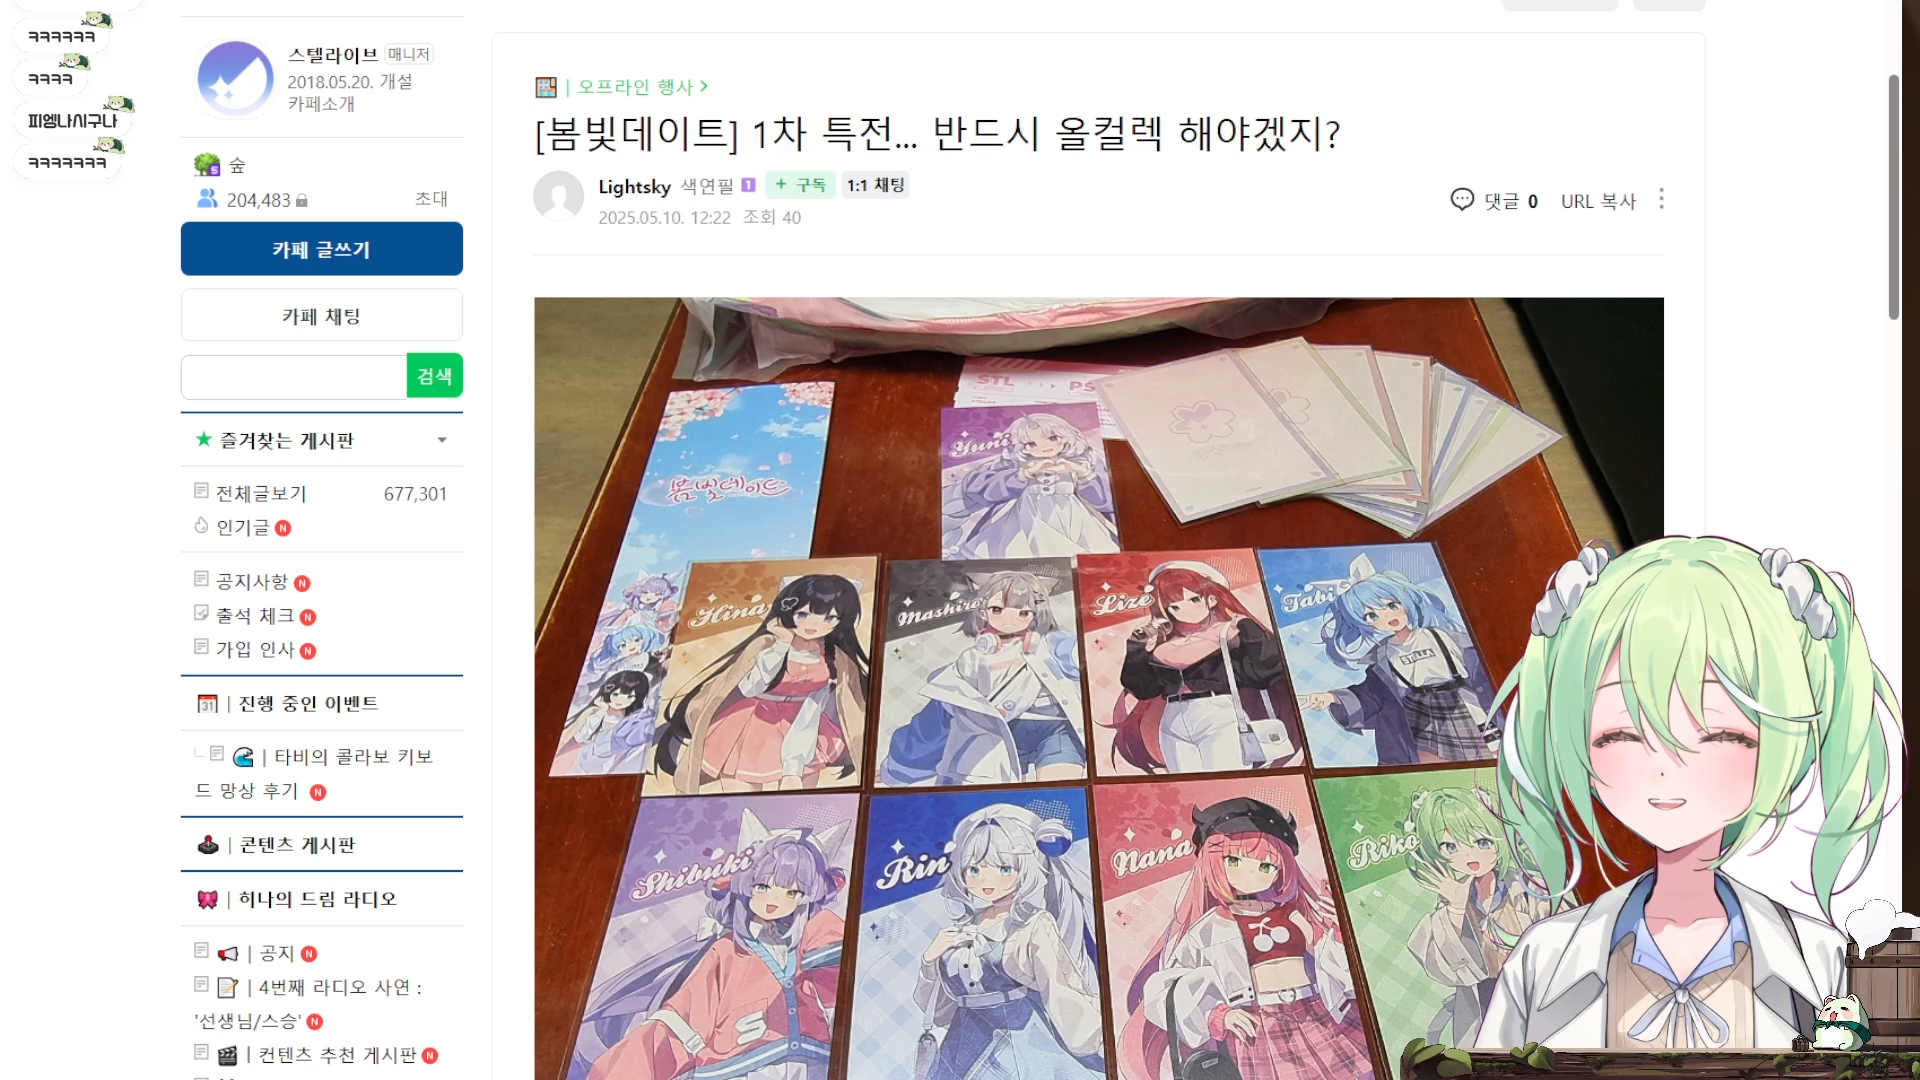 ㅋㅋㅋㅋㅋㅋ
ㅋㅋㅋㅋ
피엥나시구나
ㅋㅋㅋㅋㅋㅋㅋ
스텔라이브 매니저
2018.05.20. 개설
카페소개
숲
204,483 초대
카페 글쓰기
카페 채팅
검색
즐겨찾는 게시판
전체글보기 677,301
인기글 N
공지사항 N
출석 체크 N
가입 인사 N
31 | 진행 중인 이벤트
| 타비의 콜라보 키보
드 망상 후기 N
| 콘텐츠 게시판
| 히나의 드림 라디오
| 공지 N
| 4번째 라디오 사연 :
'선생님/스승' N
| 컨텐츠 추천 게시판 N
| 오프라인 행사 >
[봄빛데이트] 1차 특전... 반드시 올컬렉 해야겠지?
Lightsky 색연필 1 + 구독 1:1 채팅
2025.05.10. 12:22 조회 40
댓글 0 URL 복사
STL PS
봄빛데이트
Yuni
Hina
Mashiro
Lize
Tabi
STELLA
Shibuki
Rin
Nana
Riko